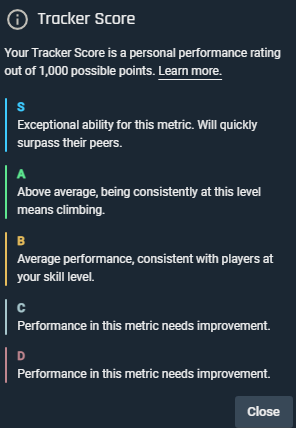 Tracker Score
Your Tracker Score is a personal performance rating
out of 1,000 possible points. Learn more.
S
Exceptional ability for this metric. Will quickly
surpass their peers.
A
Above average, being consistently at this level
means climbing.
B
Average performance, consistent with players at
your skill level.
C
Performance in this metric needs improvement.
D
Performance in this metric needs improvement.
Close